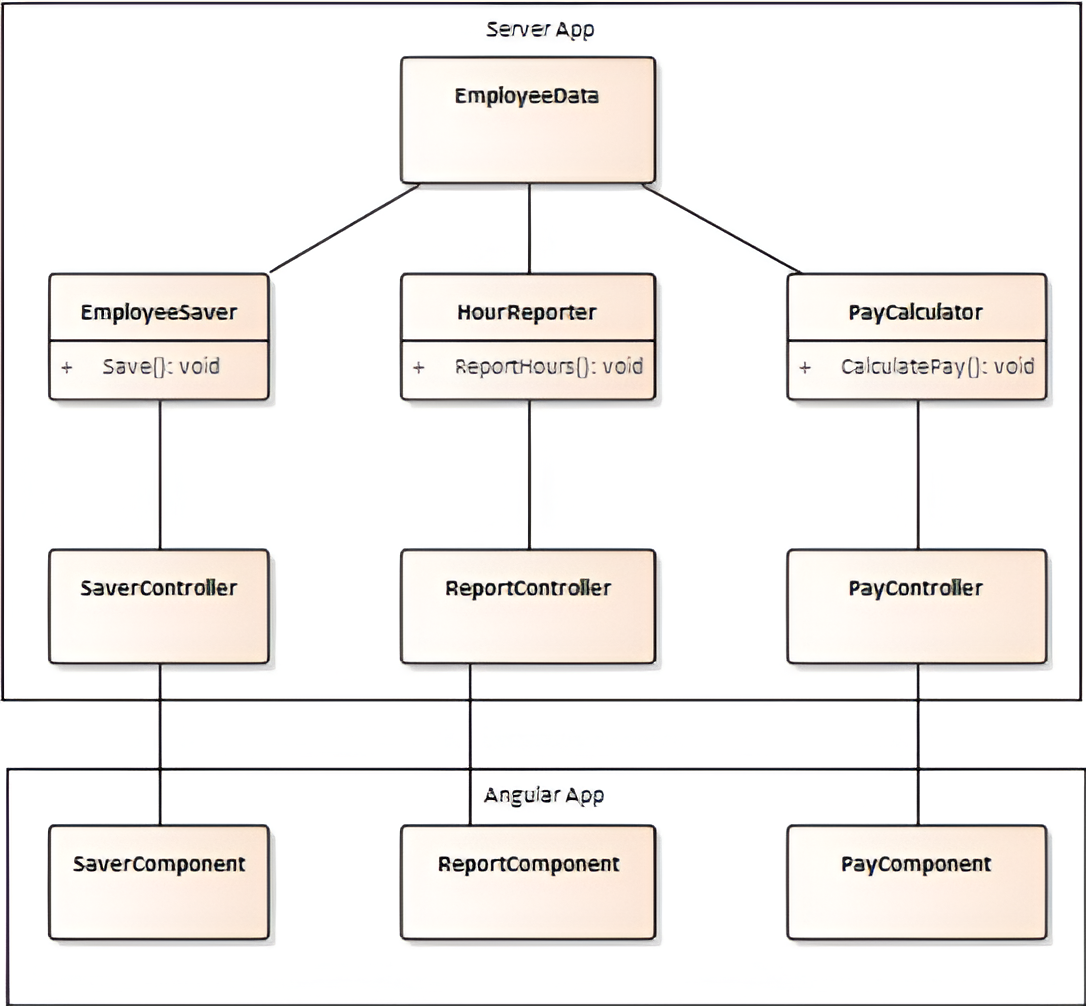 Server App
EmployeeData
EmployeeSaver
HourReporter
PayCalculator
+ Save(): void
+ ReportHours(): void
+ CalculatePay(): void
SaverController
ReportController
PayController
Angular App
SaverComponent
ReportComponent
PayComponent